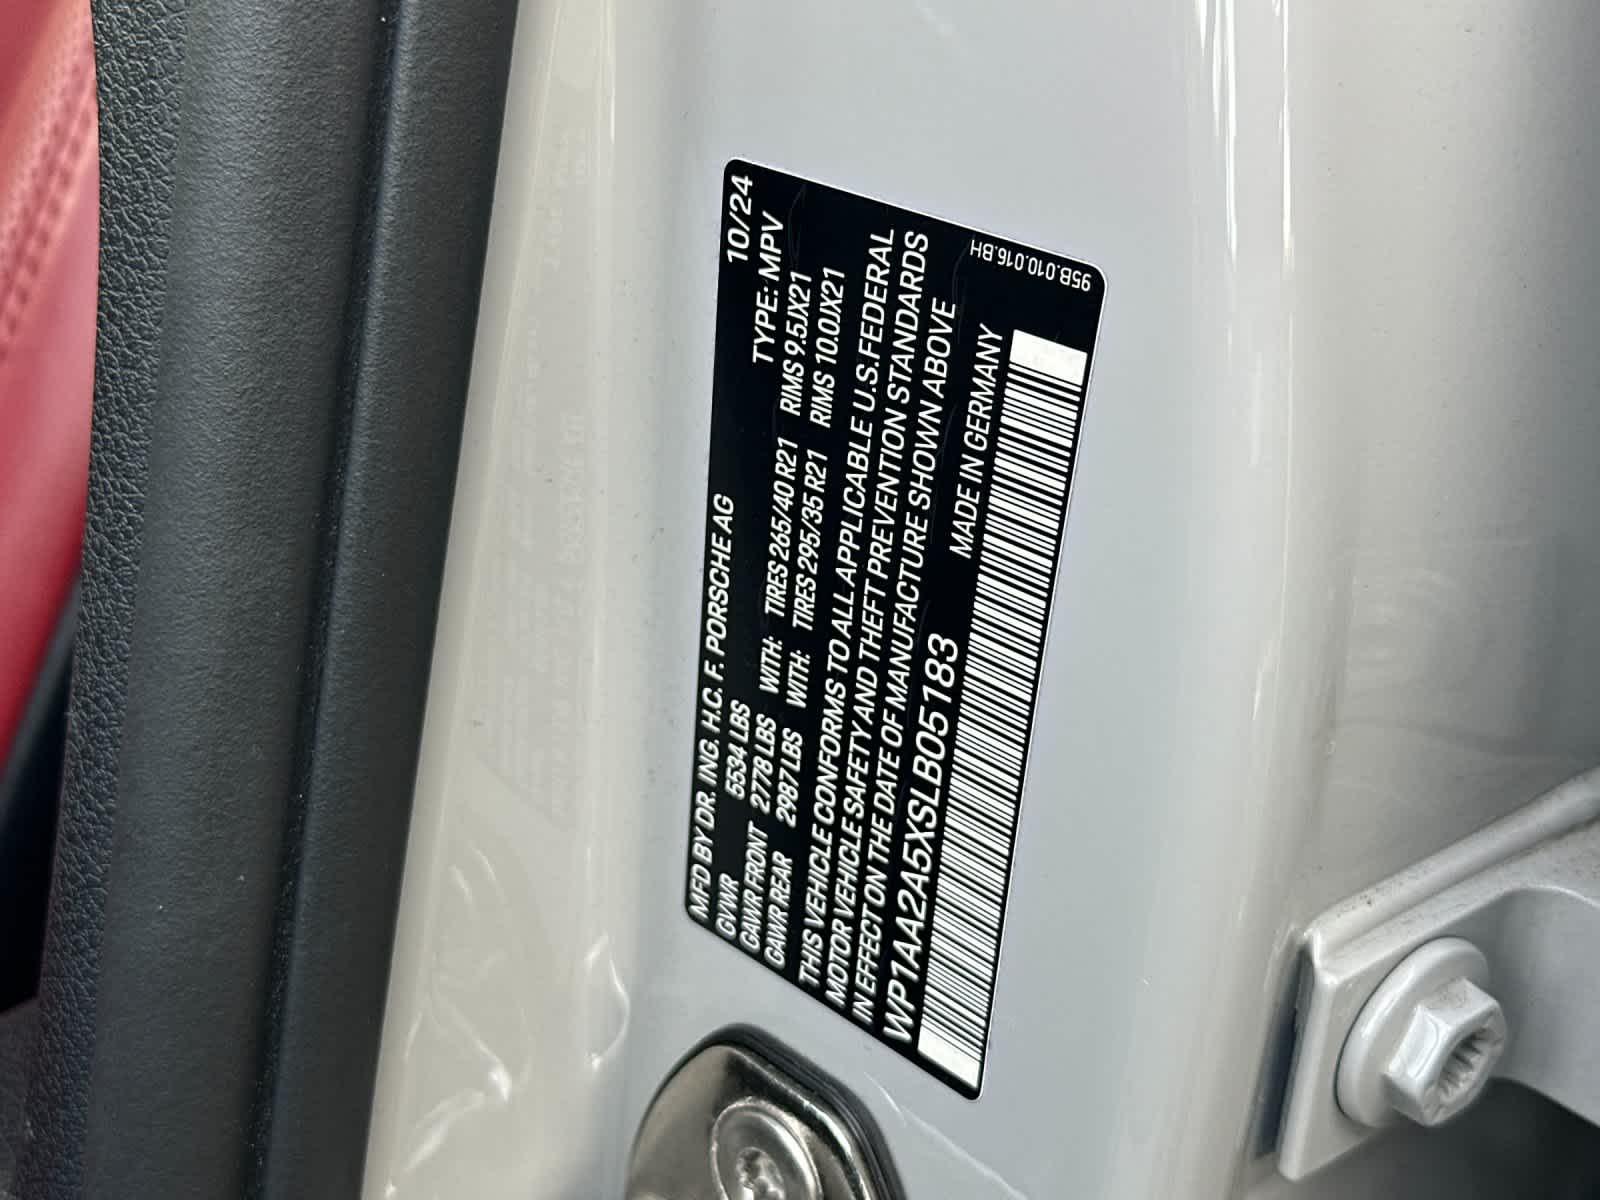 MFD BY DR. ING. H.C. F. PORSCHE AG 10/24
GVWR 5534 LBS TYPE: MPV
GAWR FRONT 2778 LBS WITH: TIRES 265/40 R21 RIMS 9.5JX21
GAWR REAR 2987 LBS WITH: TIRES 295/35 R21 RIMS 10.0JX21
THIS VEHICLE CONFORMS TO ALL APPLICABLE U.S. FEDERAL
MOTOR VEHICLE SAFETY AND THEFT PREVENTION STANDARDS
IN EFFECT ON THE DATE OF MANUFACTURE SHOWN ABOVE
WP1AA2A5XSLB05183 MADE IN GERMANY
95B.010.016.BH